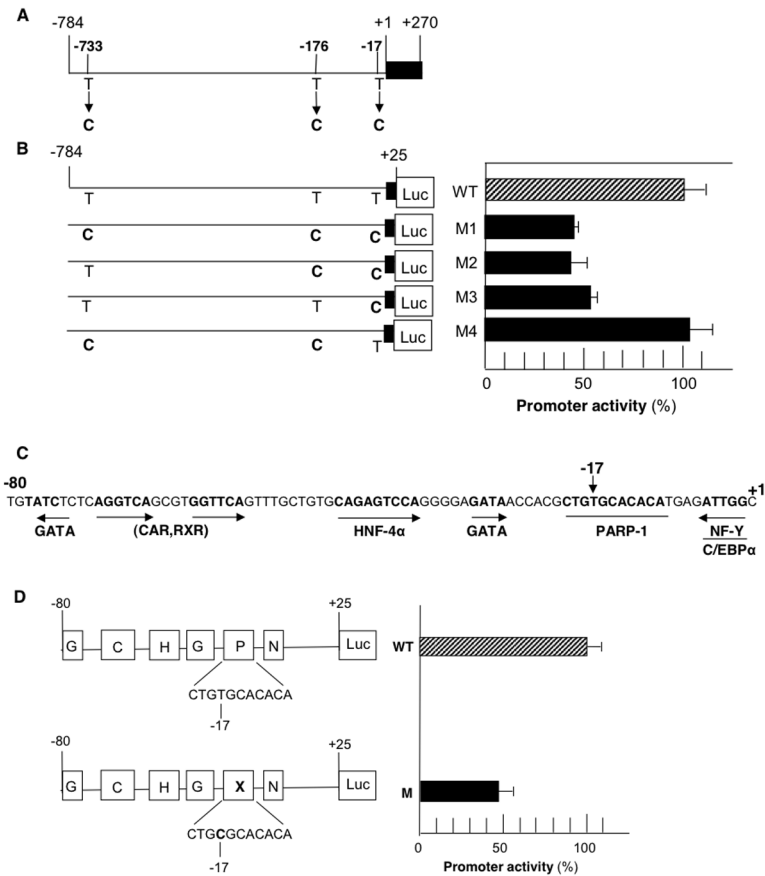 A
-784 +1 +270
-733 -176 -17
T T T
C C C
B
-784 +25
T T T Luc WT
C C C Luc M1
T C C Luc M2
T T C Luc M3
C C T Luc M4
0 50 100
Promoter activity (%)
C
-17
-80 +1
TGTATCTCTCAGGTCAGCGTGGTTCAGTTTGCTGTGCAGAGTCCAGGGGAGATAACCACGCTGTGCACACATGAGATTGGC
GATA (CAR,RXR) HNF-4α GATA PARP-1 NF-Y
C/EBPα
D
-80 +25
G C H G P N Luc WT
CTGTGCACACA
-17
-80 +25
G C H G X N Luc M
CTGCGCACACA
-17
0 50 100
Promoter activity (%)